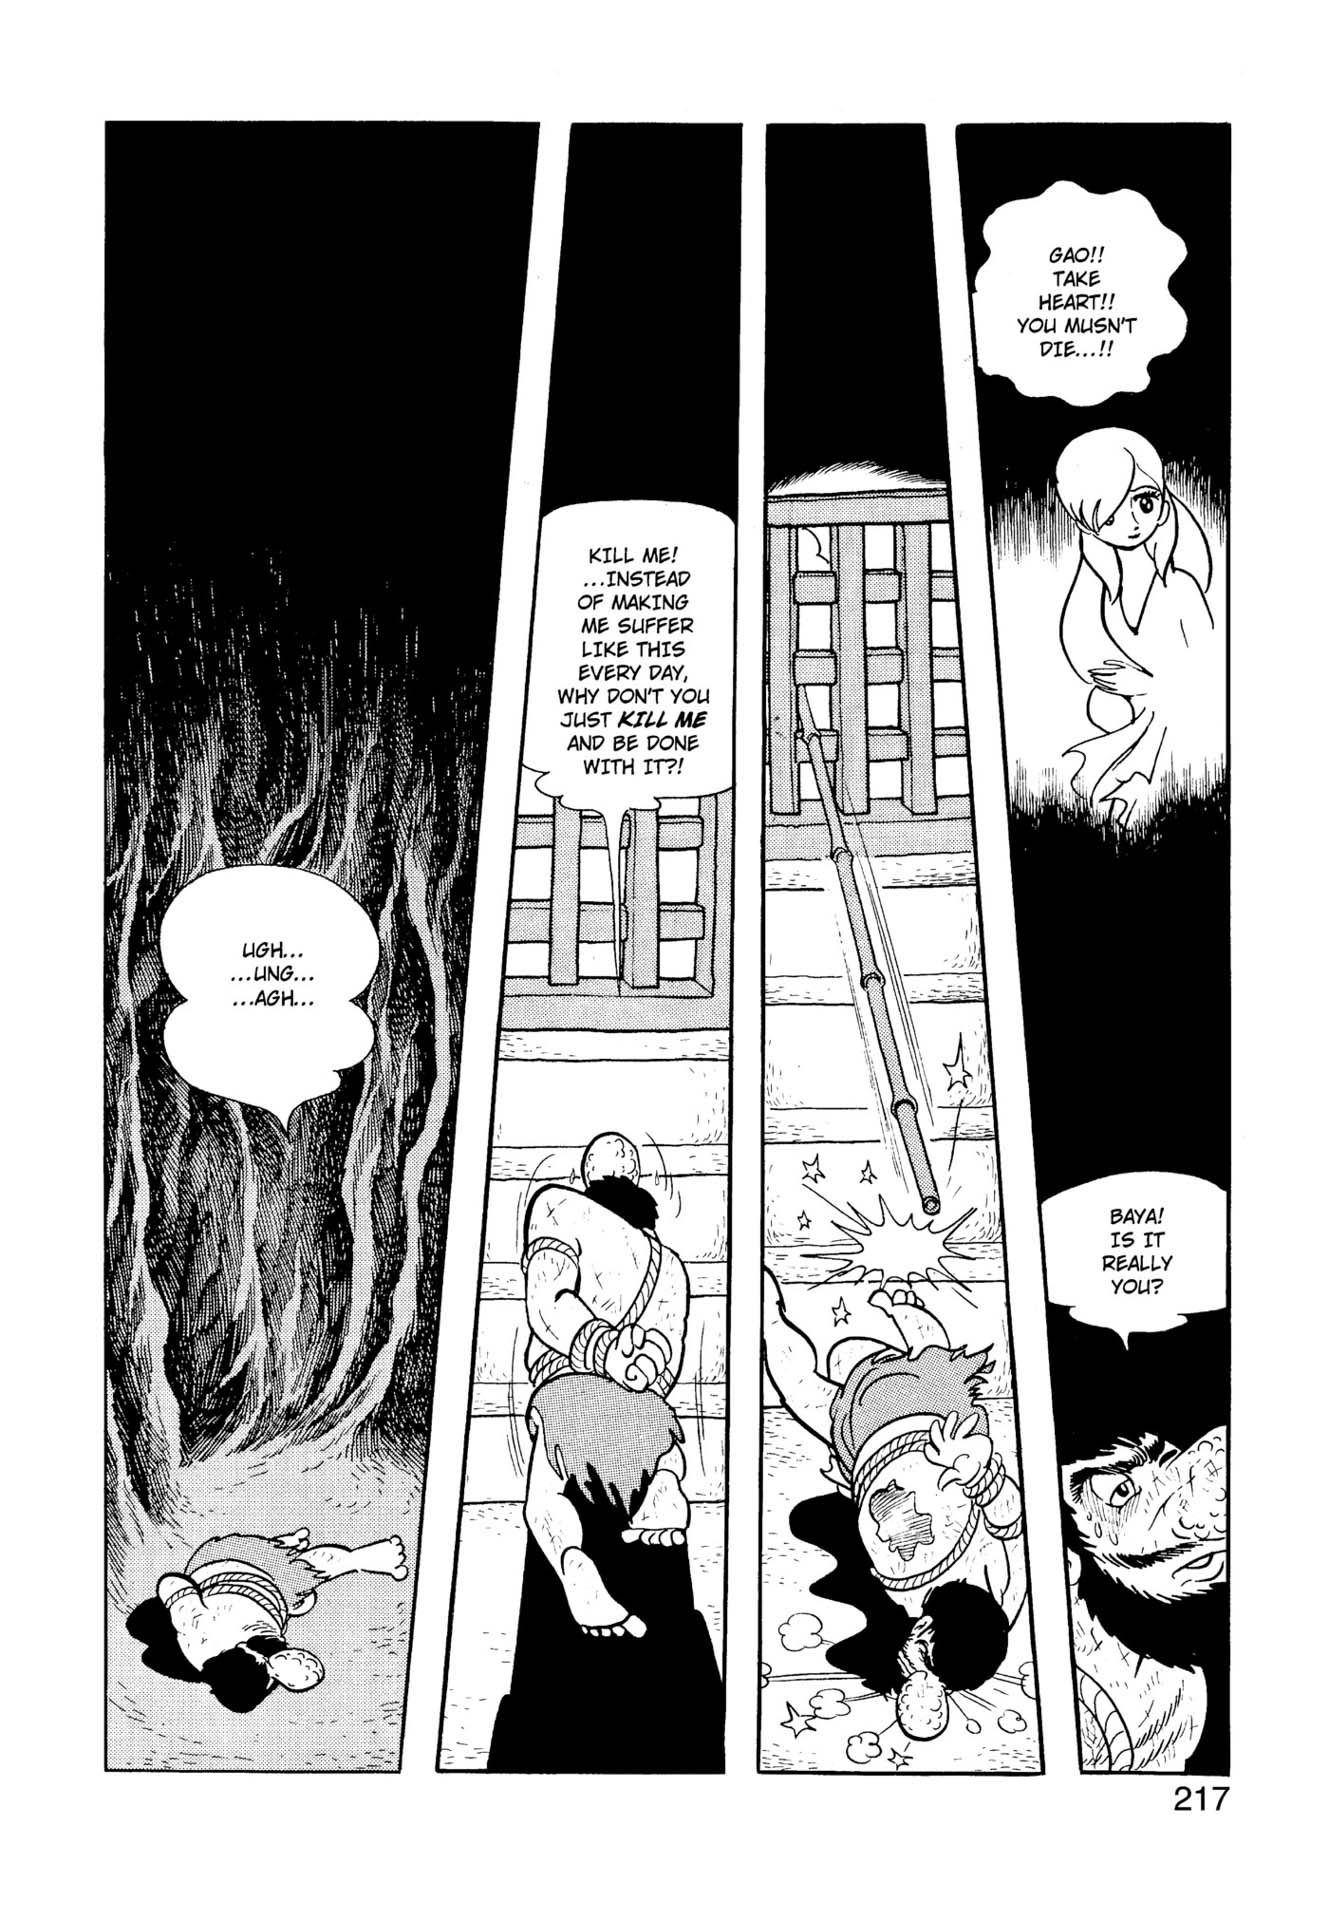 UGH...
...UNG...
...AGH...
KILL ME!
...INSTEAD
OF MAKING
ME SUFFER
LIKE THIS
EVERY DAY,
WHY DON'T YOU
JUST KILL ME
AND BE DONE
WITH IT?!
GAO!!
TAKE
HEART!!
YOU MUSN'T
DIE...!!
BAYA!
IS IT
REALLY
YOU?
217